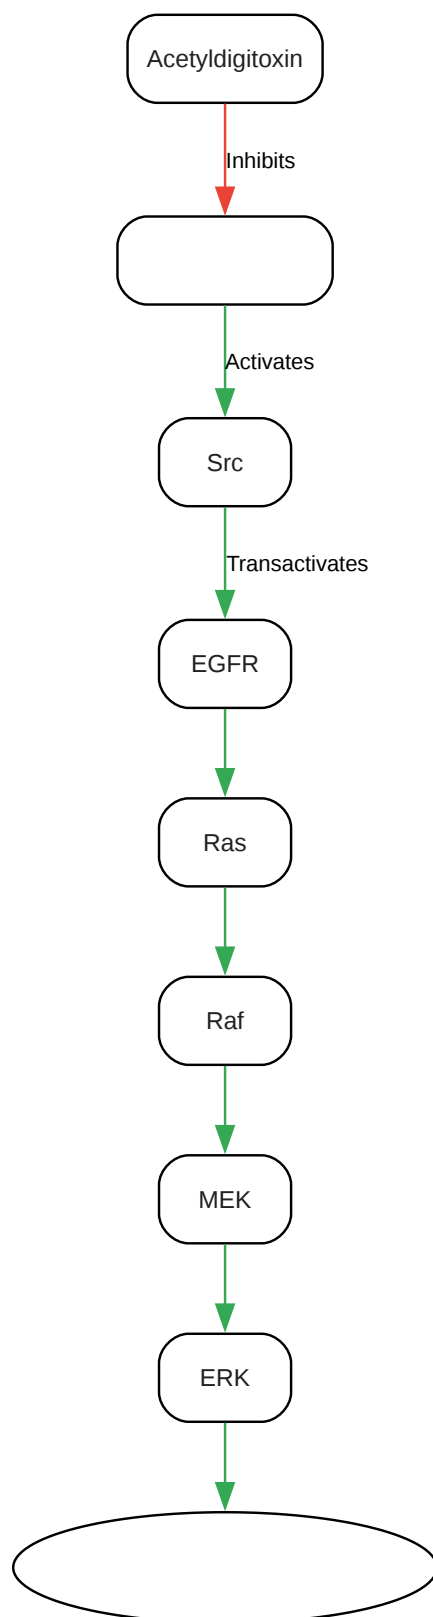 Acetyldigitoxin
Inhibits
Activates
Src
Transactivates
EGFR
Ras
Raf
MEK
ERK